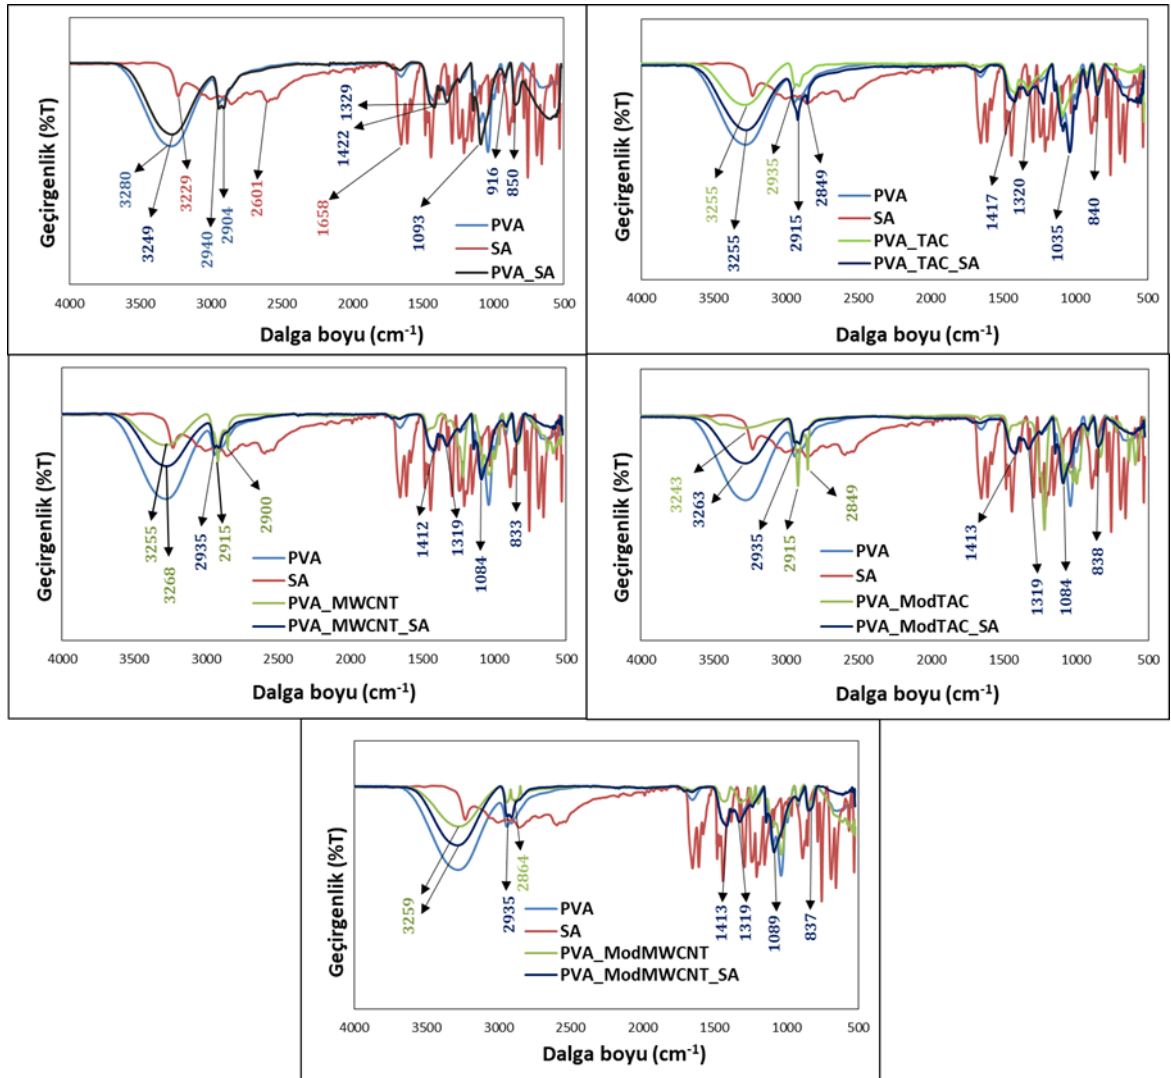 Geçirgenlik (%T)
3280
3249
3229
2940
2904
2601
1658
1422
1329
1093
916
850
PVA
SA
PVA_SA
4000 3500 3000 2500 2000 1500 1000 500
Dalga boyu (cm⁻¹)
Geçirgenlik (%T)
3255
3255
2935
2915
2849
1417
1320
1035
840
PVA
SA
PVA_TAC
PVA_TAC_SA
4000 3500 3000 2500 2000 1500 1000 500
Dalga boyu (cm⁻¹)
Geçirgenlik (%T)
3255
3268
2935
2915
2900
1412
1319
1084
833
PVA
SA
PVA_MWCNT
PVA_MWCNT_SA
4000 3500 3000 2500 2000 1500 1000 500
Dalga boyu (cm⁻¹)
Geçirgenlik (%T)
3243
3263
2935
2915
2849
1413
1319
1084
838
PVA
SA
PVA_ModTAC
PVA_ModTAC_SA
4000 3500 3000 2500 2000 1500 1000 500
Dalga boyu (cm⁻¹)
Geçirgenlik (%T)
3259
2935
2864
1413
1319
1089
837
PVA
SA
PVA_ModMWCNT
PVA_ModMWCNT_SA
4000 3500 3000 2500 2000 1500 1000 500
Dalga boyu (cm⁻¹)